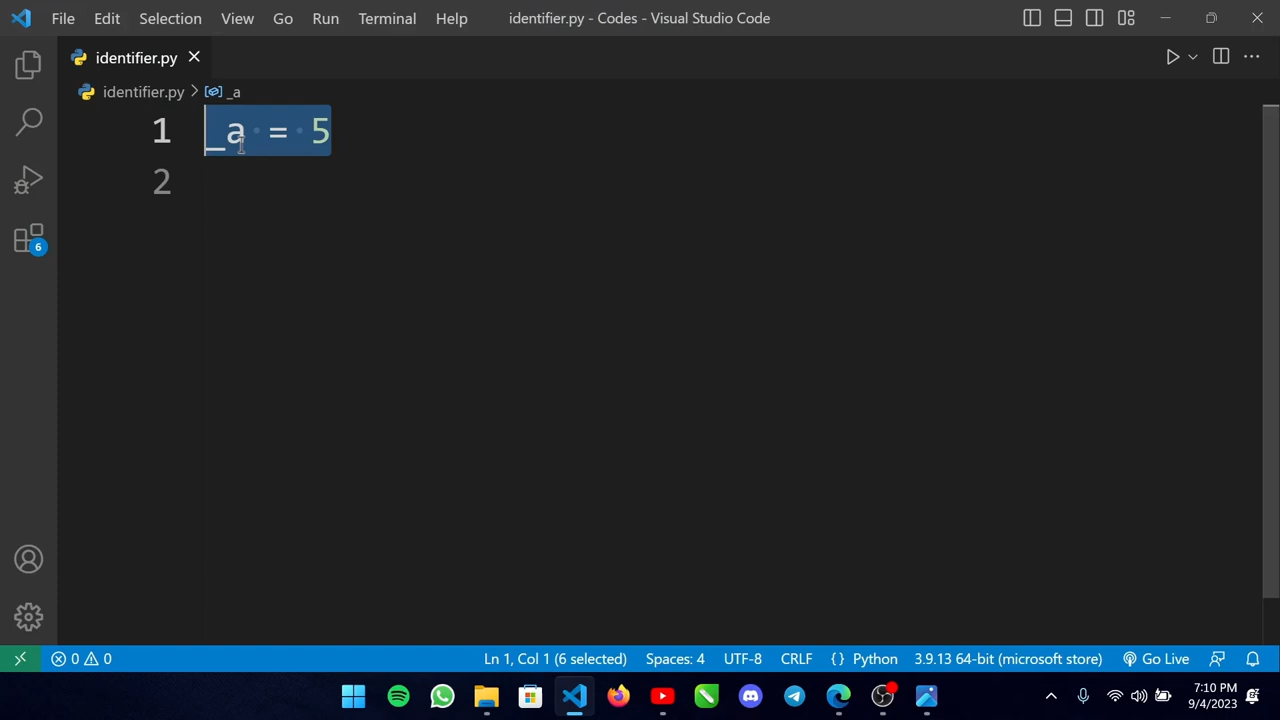 File Edit Selection View Go Run Terminal Help identifier.py - Codes - Visual Studio Code
identifier.py
identifier.py > _a
1 _a = 5
2
6
0 0 Ln 1, Col 1 (6 selected) Spaces: 4 UTF-8 CRLF { } Python 3.9.13 64-bit (microsoft store) Go Live
7:10 PM
9/4/2023